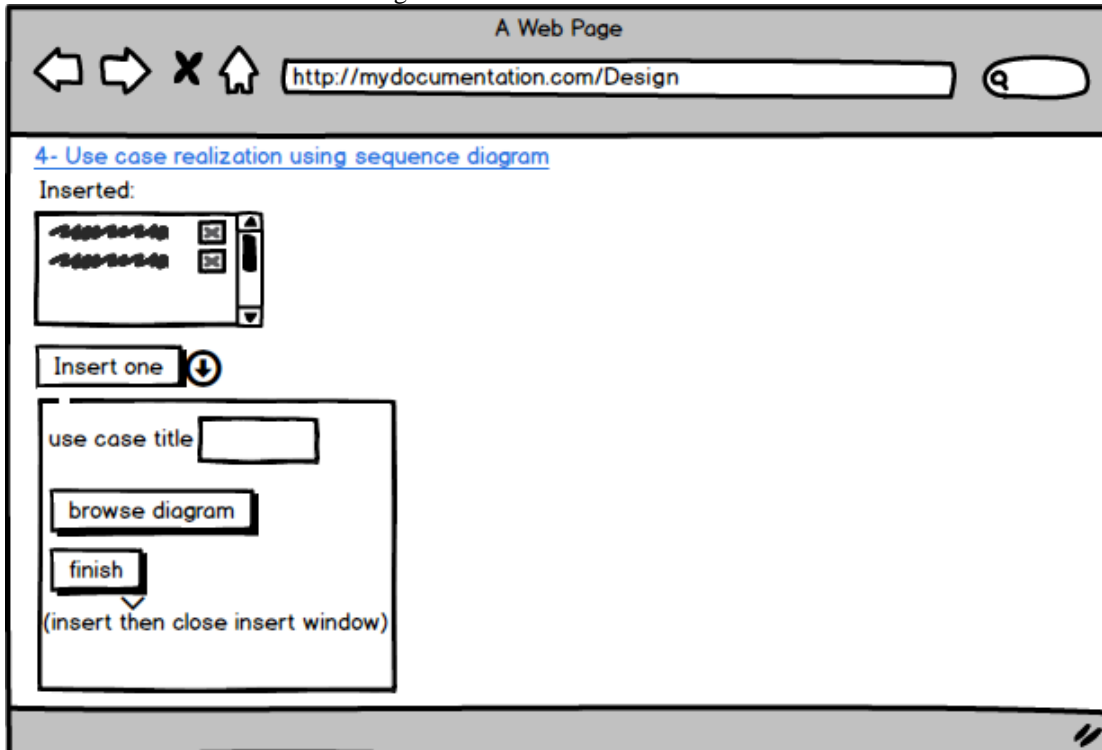 A Web Page
http://mydocumentation.com/Design
4- Use case realization using sequence diagram
Inserted:
Insert one
use case title
browse diagram
finish
(insert then close insert window)